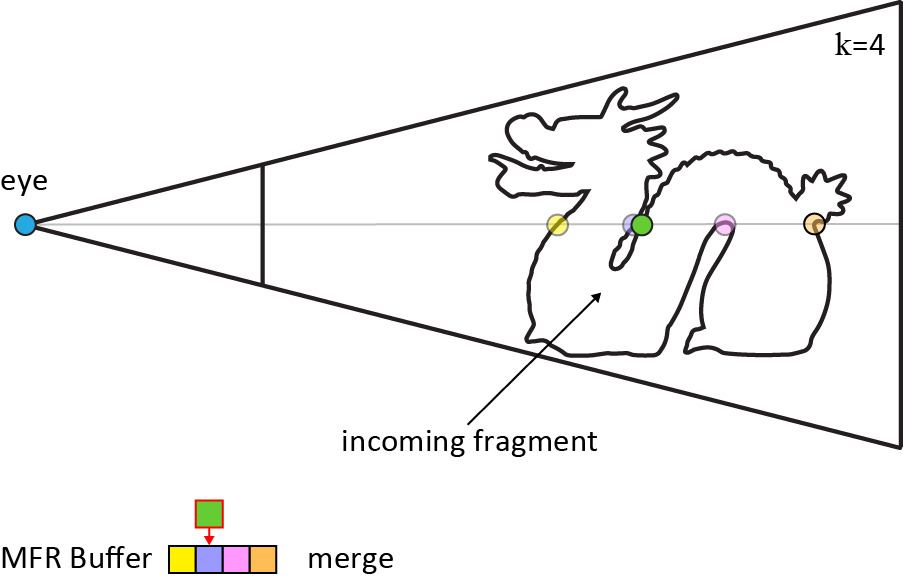 k=4
eye
incoming fragment
MFR Buffer merge